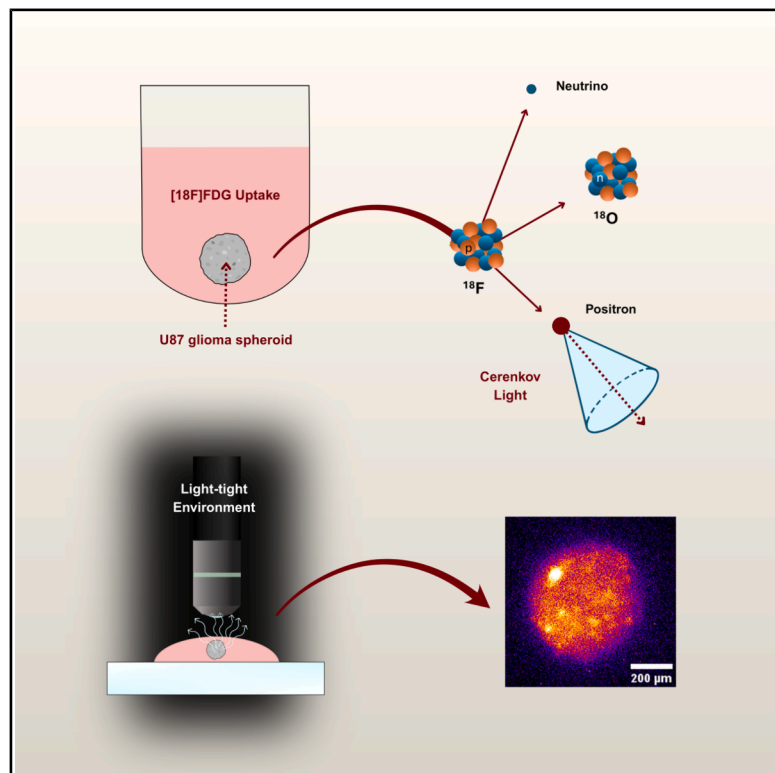 Neutrino
[18F]FDG Uptake
n
¹⁸O
p
¹⁸F
Positron
U87 glioma spheroid
Cerenkov
Light
Light-tight
Environment
200 µm